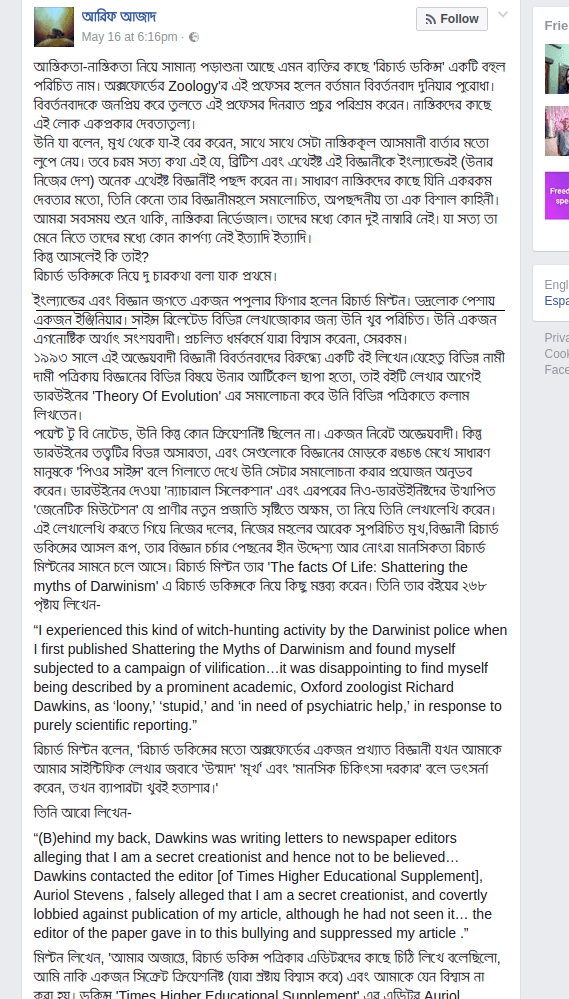 আরিফ আজাদ
May 16 at 6:16pm ·
Follow
আস্তিকতা-নাস্তিকতা নিয়ে সামান্য পড়াশুনা আছে এমন ব্যক্তির কাছে 'রিচার্ড ডকিন্স' একটি বহুল
পরিচিত নাম। অক্সফোর্ডের Zoology'র এই প্রফেসর হলেন বর্তমান বিবর্তনবাদ দুনিয়ার পুরোধা।
বিবর্তনবাদকে জনপ্রিয় করে তুলতে এই প্রফেসর দিনরাত প্রচুর পরিশ্রম করেন। নাস্তিকদের কাছে
এই লোক একপ্রকার দেবতাতুল্য।
উনি যা বলেন, মুখ থেকে যা-ই বের করেন, সাথে সাথে সেটা নাস্তিককূল আসমানী বার্তার মতো
লুপে নেয়। তবে চরম সত্য কথা এই যে, ব্রিটিশ এবং এথেইষ্ট এই বিজ্ঞানীকে ইংল্যান্ডেরই (উনার
নিজের দেশ) অনেক এথেইষ্ট বিজ্ঞানীই পছন্দ করেন না। সাধারণ নাস্তিকদের কাছে যিনি একরকম
দেবতার মতো, তিনি কেনো তার বিজ্ঞানীমহলে সমালোচিত, অপছন্দনীয় তা এক বিশাল কাহিনী।
আমরা সবসময় শুনে থাকি, নাস্তিকরা নির্ভেজাল। তাদের মধ্যে কোন দুই নাম্বারি নেই। যা সত্য তা
মেনে নিতে তাদের মধ্যে কোন কার্পণ্য নেই ইত্যাদি ইত্যাদি।
কিন্তু আসলেই কি তাই?
রিচার্ড ডকিন্সকে নিয়ে দু চারকথা বলা যাক প্রথমে।
ইংল্যান্ডের এবং বিজ্ঞান জগতে একজন পপুলার ফিগার হলেন রিচার্ড মিল্টন। ভদ্রলোক পেশায়
একজন ইঞ্জিনিয়ার। সাইন্স রিলেটেড বিভিন্ন লেখাজোকার জন্য উনি খুব পরিচিত। উনি একজন
এগনোষ্টিক অর্থাৎ সংশয়বাদী। প্রচলিত ধর্মকর্মে যারা বিশ্বাস করেনা, সেরকম।
১৯৯৩ সালে এই অজ্ঞেয়বাদী বিজ্ঞানী বিবর্তনবাদের বিরুদ্ধে একটি বই লিখেন।যেহেতু বিভিন্ন নামী
দামী পত্রিকায় বিজ্ঞানের বিভিন্ন বিষয়ে উনার আর্টিকেল ছাপা হতো, তাই বইটি লেখার আগেই
ডারউইনের 'Theory Of Evolution' এর সমালোচনা করে উনি বিভিন্ন পত্রিকাতে কলাম
লিখতেন।
পয়েন্ট টু বি নোটেড, উনি কিন্তু কোন ক্রিয়েশনিষ্ট ছিলেন না। একজন নিরেট অজ্ঞেয়বাদী। কিন্তু
ডারউইনের তত্ত্বটির বিভন্ন অসারতা, এবং সেগুলোকে বিজ্ঞানের মোড়কে রঙচঙ মেখে সাধারণ
মানুষকে 'পিওর সাইন্স' বলে গিলাতে দেখে উনি সেটার সমালোচনা করার প্রয়োজন অনুভব
করেন। ডারউইনের দেওয়া 'ন্যাচারাল সিলেকশান' এবং এরপরের নিও-ডারউইনিষ্টদের উত্থাপিত
'জেনেটিক মিউটেশন' যে প্রাণীর নতুন প্রজাতি সৃষ্টিতে অক্ষম, তা নিয়ে তিনি লেখালেখি করেন।
এই লেখালেখি করতে গিয়ে নিজের দলের, নিজের মহলের আরেক সুপরিচিত মুখ,বিজ্ঞানী রিচার্ড
ডকিন্সের আসল রূপ, তার বিজ্ঞান চর্চার পেছনের হীন উদ্দেশ্য আর নোংরা মানসিকতা রিচার্ড
মিল্টনের সামনে চলে আসে। রিচার্ড মিল্টন তার 'The facts Of Life: Shattering the
myths of Darwinism' এ রিচার্ড ডকিন্সকে নিয়ে কিছু মন্তব্য করেন। তিনি তার বইয়ের ২৬৮
পৃষ্টায় লিখেন-
“I experienced this kind of witch-hunting activity by the Darwinist police when
I first published Shattering the Myths of Darwinism and found myself
subjected to a campaign of vilification…it was disappointing to find myself
being described by a prominent academic, Oxford zoologist Richard
Dawkins, as ‘loony,’ ‘stupid,’ and ‘in need of psychiatric help,’ in response to
purely scientific reporting.”
রিচার্ড মিল্টন বলেন, 'রিচার্ড ডকিন্সের মতো অক্সফোর্ডের একজন প্রখ্যাত বিজ্ঞানী যখন আমাকে
আমার সাইন্টিফিক লেখার জবাবে 'উন্মাদ' 'মূর্খ' এবং 'মানসিক চিকিৎসা দরকার' বলে ভৎসর্না
করেন, তখন ব্যাপারটা খুবই হতাশার।'
তিনি আরো লিখেন-
“(B)ehind my back, Dawkins was writing letters to newspaper editors
alleging that I am a secret creationist and hence not to be believed…
Dawkins contacted the editor [of Times Higher Educational Supplement],
Auriol Stevens , falsely alleged that I am a secret creationist, and covertly
lobbied against publication of my article, although he had not seen it… the
editor of the paper gave in to this bullying and suppressed my article .”
মিল্টন লিখেন, 'আমার অজান্তে, রিচার্ড ডকিন্স পত্রিকার এডিটরদের কাছে চিঠি লিখে বলেছিলো,
আমি নাকি একজন সিক্রেট ক্রিয়েশনিষ্ট (যারা স্রষ্টায় বিশ্বাস করে) এবং আমাকে যেন বিশ্বাস না
করা হয়। ডকিন্স 'Times Higher Educational Supplement' এর এডিটর Auriol
Frie
Freed
spe
Engl
Espa
Priva
Cook
Face